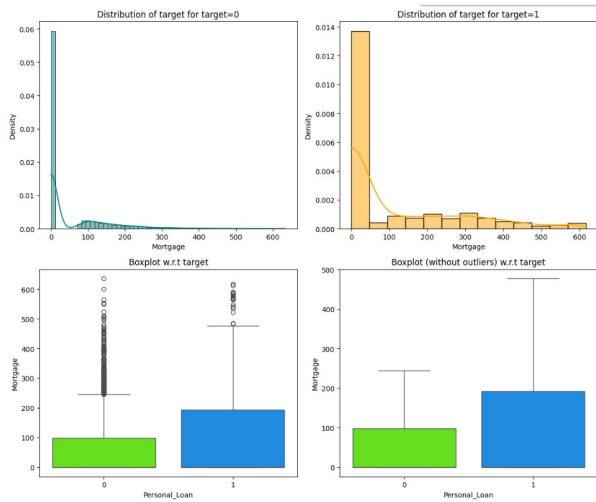 Distribution of target for target=0
Density
0.06
0.05
0.04
0.03
0.02
0.01
0.00
0 100 200 300 400 500 600
Mortgage
Distribution of target for target=1
Density
0.014
0.012
0.010
0.008
0.006
0.004
0.002
0.000
0 100 200 300 400 500 600
Mortgage
Boxplot w.r.t target
Mortgage
600
500
400
300
200
100
0
0 1
Personal_Loan
Boxplot (without outliers) w.r.t target
Mortgage
500
400
300
200
100
0
0 1
Personal_Loan